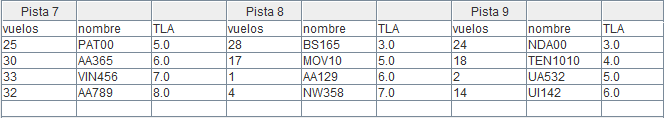 Pista 7 Pista 8 Pista 9
vuelos nombre TLA vuelos nombre TLA vuelos nombre TLA
25 PAT00 5.0 28 BS165 3.0 24 NDA00 3.0
30 AA365 6.0 17 MOV10 5.0 18 TEN1010 4.0
33 VIN456 7.0 1 AA129 6.0 2 UA532 5.0
32 AA789 8.0 4 NW358 7.0 14 UI142 6.0